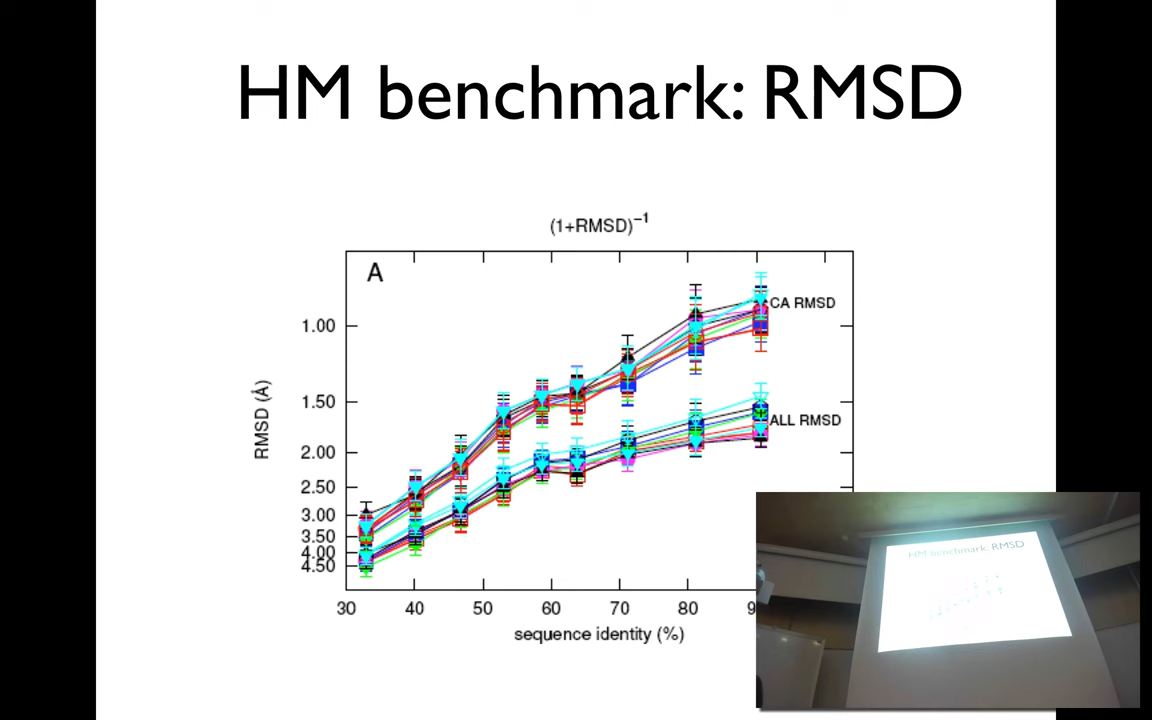 HM benchmark: RMSD
(1+RMSD)⁻¹
A
CA RMSD
1.00
RMSD (Å)
1.50
ALL RMSD
2.00
2.50
3.00
3.50
4.00
4.50
30 40 50 60 70 80 9
sequence identity (%)
HM benchmark: RMSD